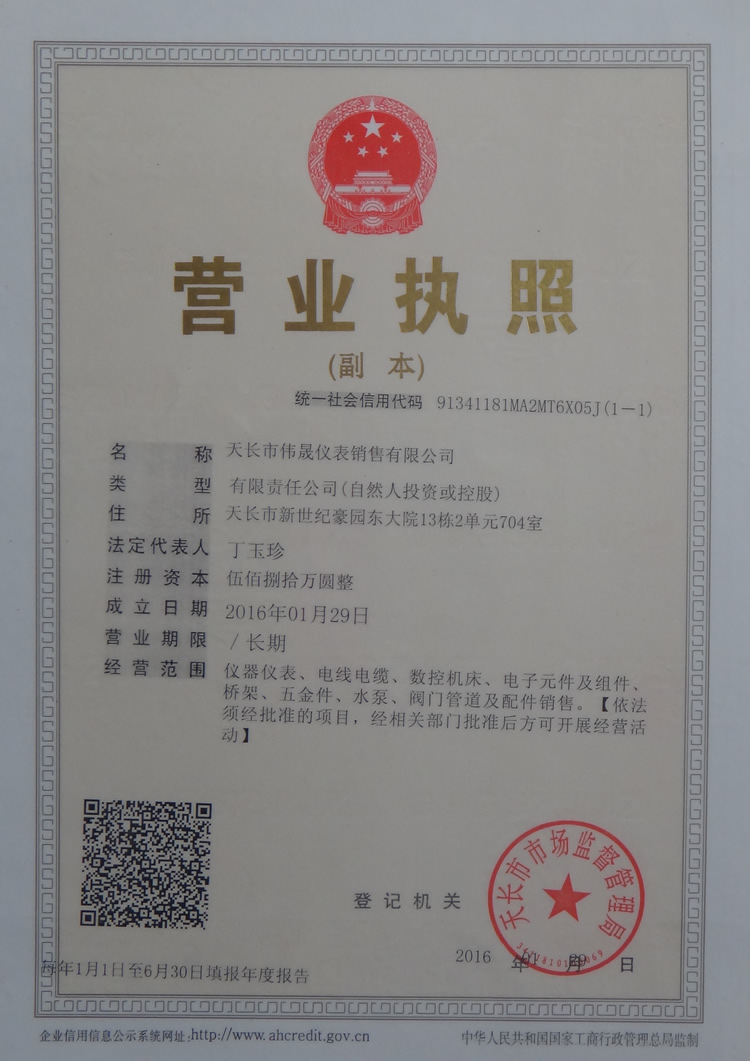 营业执照
(副 本)
统一社会信用代码 91341181MA2MT6X05J(1-1)
名称 天长市伟晟仪表销售有限公司
类型 有限责任公司(自然人投资或控股)
住所 天长市新世纪豪园东大院13栋2单元704室
法定代表人 丁玉珍
注册资本 伍佰捌拾万圆整
成立日期 2016年01月29日
营业期限 /长期
经营范围 仪器仪表、电线电缆、数控机床、电子元件及组件、
桥架、五金件、水泵、阀门管道及配件销售。【依法
须经批准的项目，经相关部门批准后方可开展经营活
动】
天长市市场监督管理局
登记机关
2016 年 01 月 29 日
每年1月1日至6月30日填报年度报告
企业信用信息公示系统网址:http://www.ahcredit.gov.cn
中华人民共和国国家工商行政管理总局监制